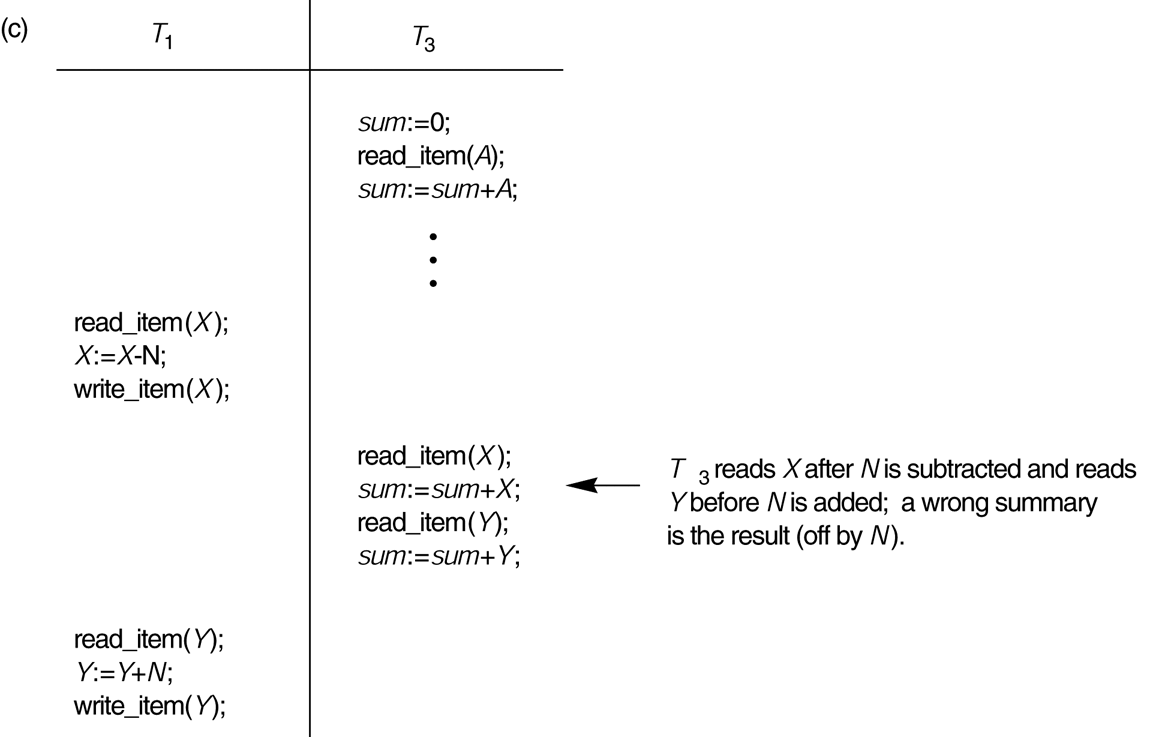 (c)
T1
T3
sum:=0;
read_item(A);
sum:=sum+A;
read_item(X);
X:=X-N;
write_item(X);
read_item(X);
sum:=sum+X;
read_item(Y);
sum:=sum+Y;
T 3 reads X after N is subtracted and reads
Y before N is added; a wrong summary
is the result (off by N).
read_item(Y);
Y:=Y+N;
write_item(Y);